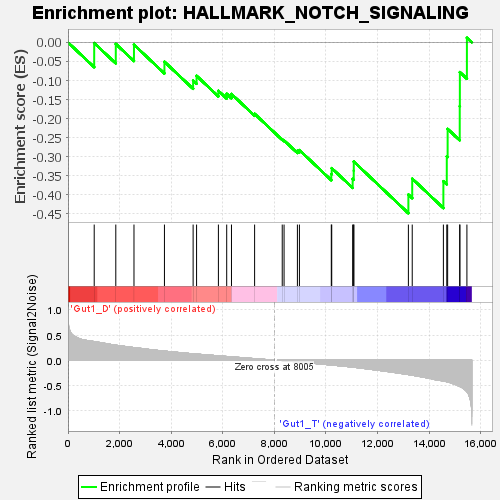 Enrichment plot: HALLMARK_NOTCH_SIGNALING
Enrichment score (ES)
0.00
-0.05
-0.10
-0.15
-0.20
-0.25
-0.30
-0.35
-0.40
-0.45
'Gut1_D' (positively correlated)
Ranked list metric (Signal2Noise)
1.0
0.5
0.0
-0.5
-1.0
Zero cross at 8005
'Gut1_T' (negatively correlated)
0 2,000 4,000 6,000 8,000 10,000 12,000 14,000 16,000
Rank in Ordered Dataset
Enrichment profile Hits Ranking metric scores